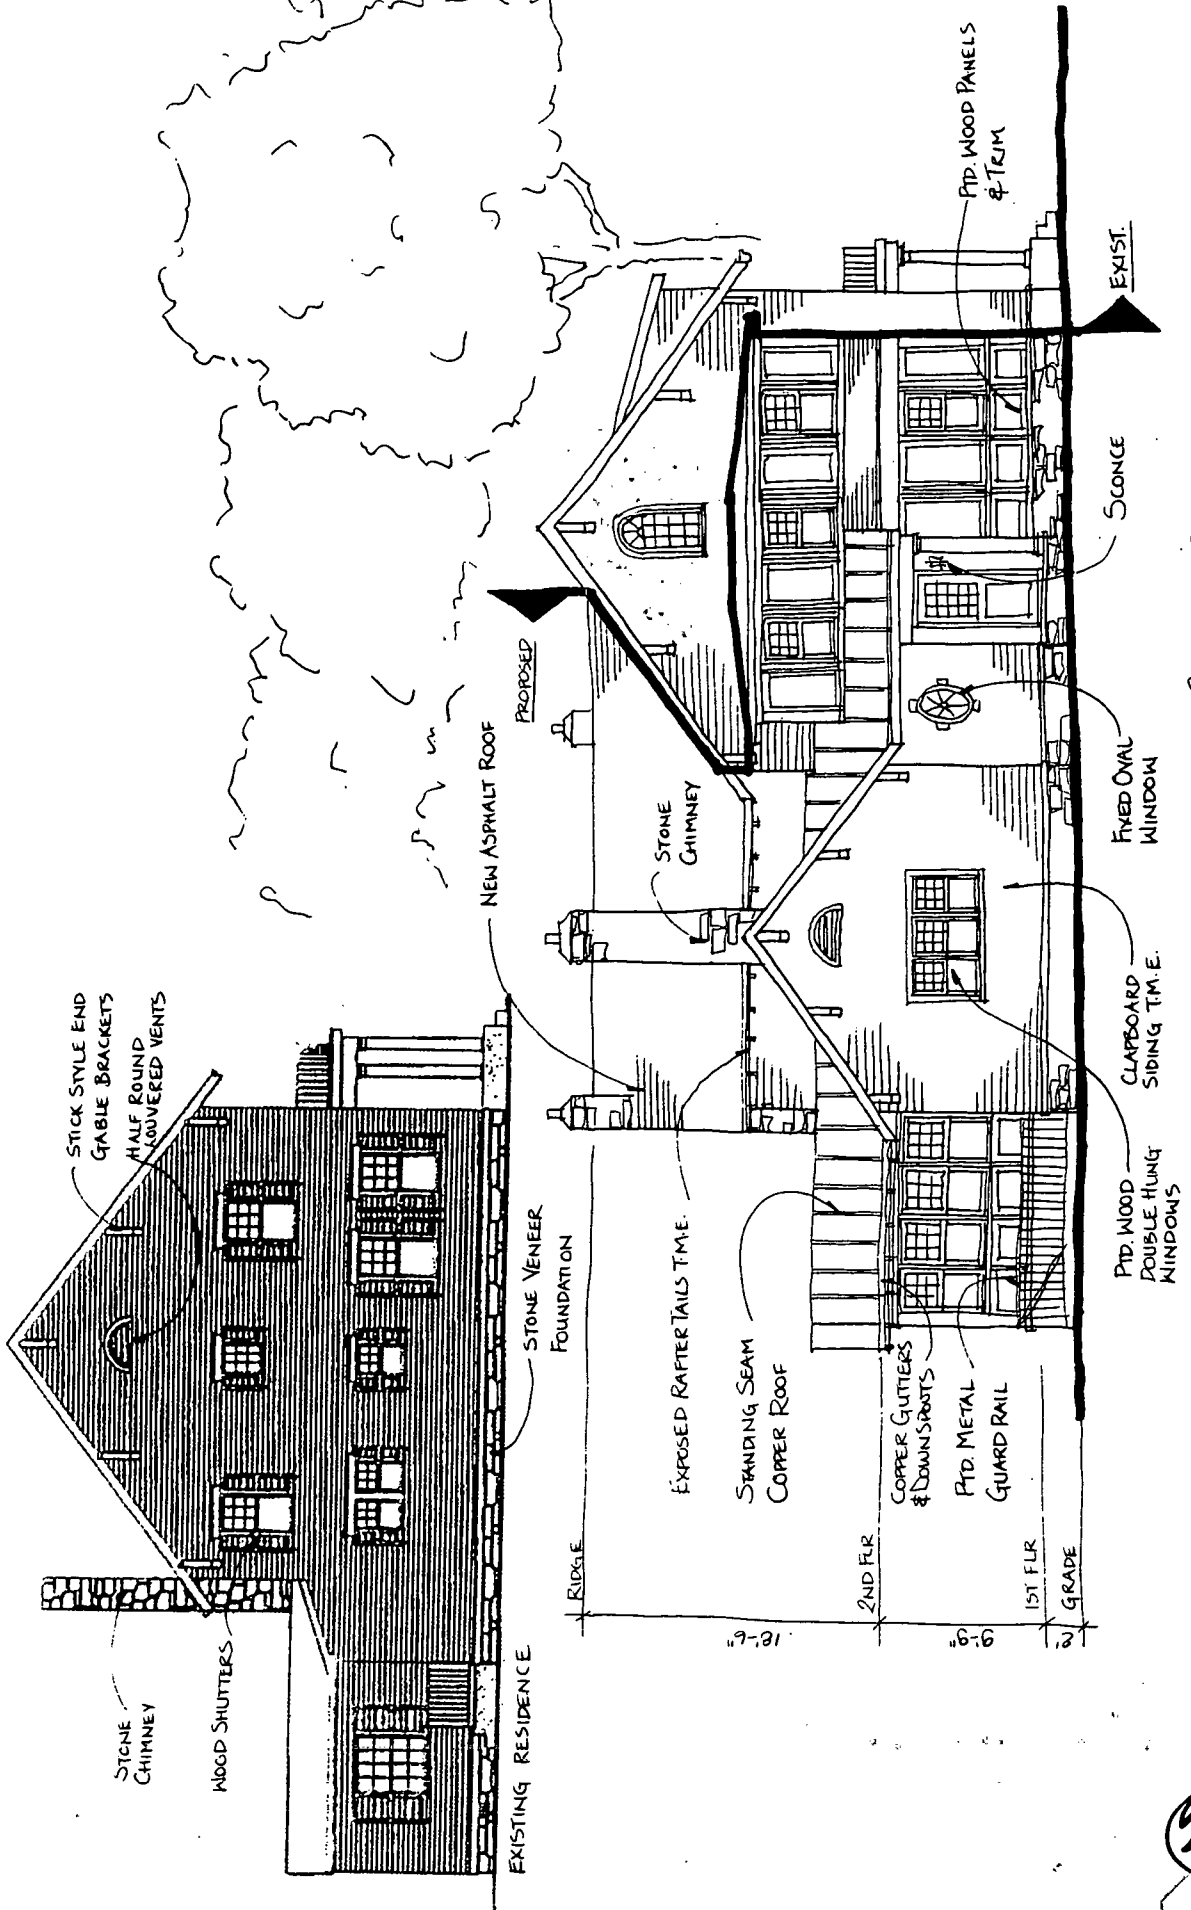 STONE
CHIMNEY
WOOD SHUTTERS
STICK STYLE END
GABLE BRACKETS
HALF ROUND
LOUVERED VENTS
EXISTING RESIDENCE
STONE VENEER
FOUNDATION
NEW ASPHALT ROOF
PROPOSED
STONE
CHIMNEY
EXPOSED RAFTER TAILS T.M.E.
STANDING SEAM
COPPER ROOF
COPPER GUTTERS
& DOWNSPOUTS
PTD. METAL
GUARD RAIL
RIDGE
18'-6"
2ND FLR
9'-9"
1ST FLR
2'
GRADE
PTD. WOOD
DOUBLE HUNG
WINDOWS
CLAPBOARD
SIDING T.M.E.
FIXED OVAL
WINDOW
SCONCE
EXIST.
PTD. WOOD PANELS
& TRIM